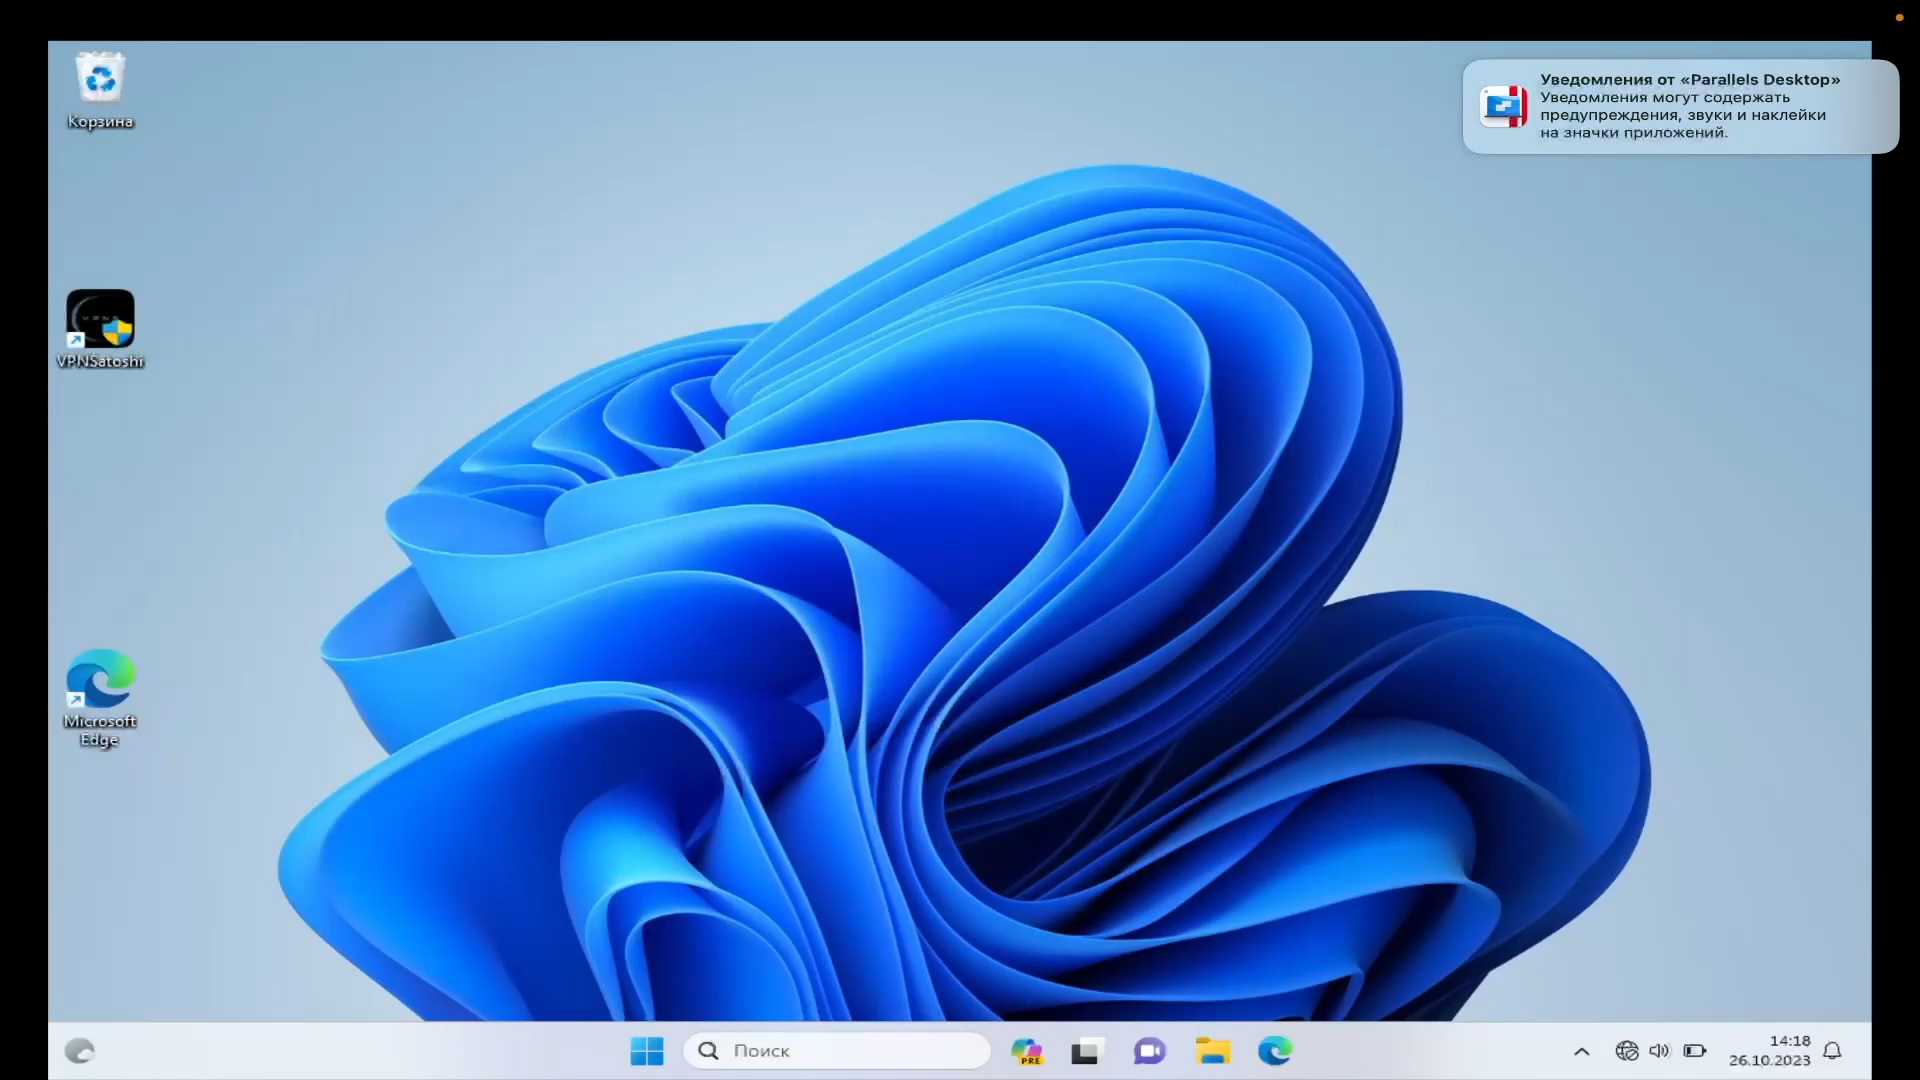 Корзина
Уведомления от «Parallels Desktop»
Уведомления могут содержать
предупреждения, звуки и наклейки
на значки приложений.
VPNSatoshi
Microsoft
Edge
Поиск
PRE
14:18
26.10.2023